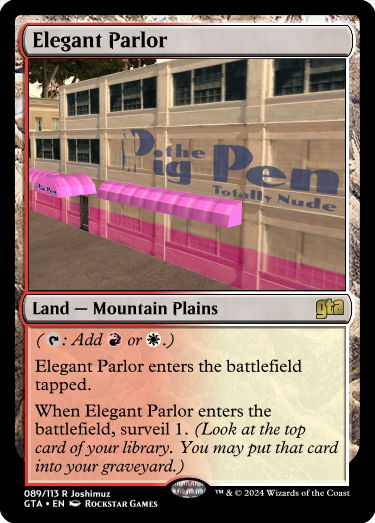 Elegant Parlor
the
Pig Pen
Totally Nude
Pig Pen
Land — Mountain Plains
gta
( : Add or .)
Elegant Parlor enters the battlefield
tapped.
When Elegant Parlor enters the
battlefield, surveil 1. (Look at the top
card of your library. You may put that card
into your graveyard.)
089/113 R Joshimuz
GTA • EN Rockstar Games
™ & © 2024 Wizards of the Coast